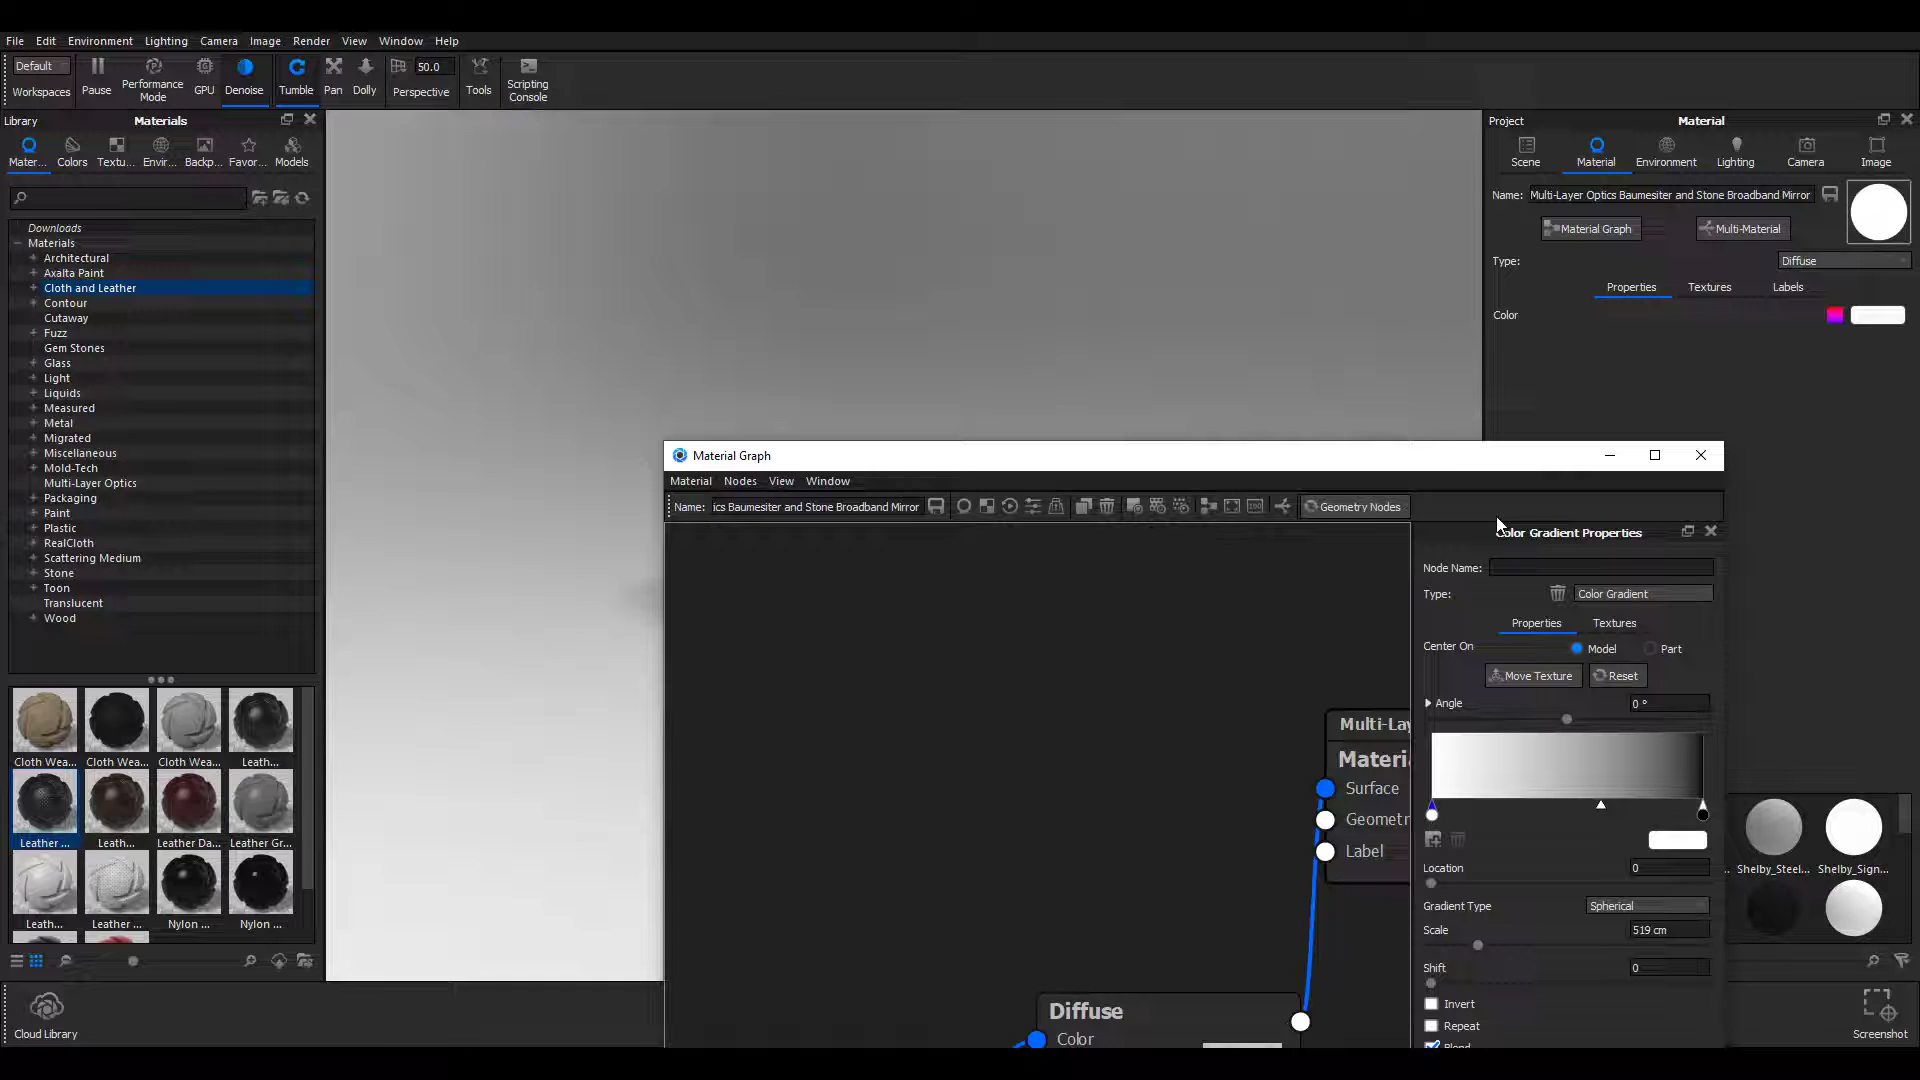 File Edit Environment Lighting Camera Image Render View Window Help
Default
Workspaces
Pause
Performance
Mode
GPU
Denoise
Tumble
Pan
Dolly
50.0
Perspective
Tools
Scripting
Console
Library
Materials
Mater... Colors Textu... Envir... Backp... Favor... Models
Downloads
Materials
Architectural
Axalta Paint
Cloth and Leather
Contour
Cutaway
Fuzz
Gem Stones
Glass
Light
Liquids
Measured
Metal
Migrated
Miscellaneous
Mold-Tech
Multi-Layer Optics
Packaging
Paint
Plastic
RealCloth
Scattering Medium
Stone
Toon
Translucent
Wood
Cloth Wea... Cloth Wea... Cloth Wea... Leath...
Leather ... Leath... Leather Da... Leather Gr...
Leath... Leather ... Nylon ... Nylon ...
Cloud Library
Project
Material
Scene Material Environment Lighting Camera Image
Name: Multi-Layer Optics Baumesiter and Stone Broadband Mirror
Material Graph
Multi-Material
Type: Diffuse
Properties Textures Labels
Color
Material Graph
Material Nodes View Window
Name: ics Baumesiter and Stone Broadband Mirror
100
Geometry Nodes
Multi-Lay
Materi
Surface
Geometr
Label
Diffuse
Color
Color Gradient Properties
Node Name:
Type: Color Gradient
Properties Textures
Center On Model Part
Move Texture Reset
Angle 0 °
Location 0
Gradient Type Spherical
Scale 519 cm
Shift 0
Invert
Repeat
Blend
Shelby_Steel... Shelby_Sign...
Screenshot